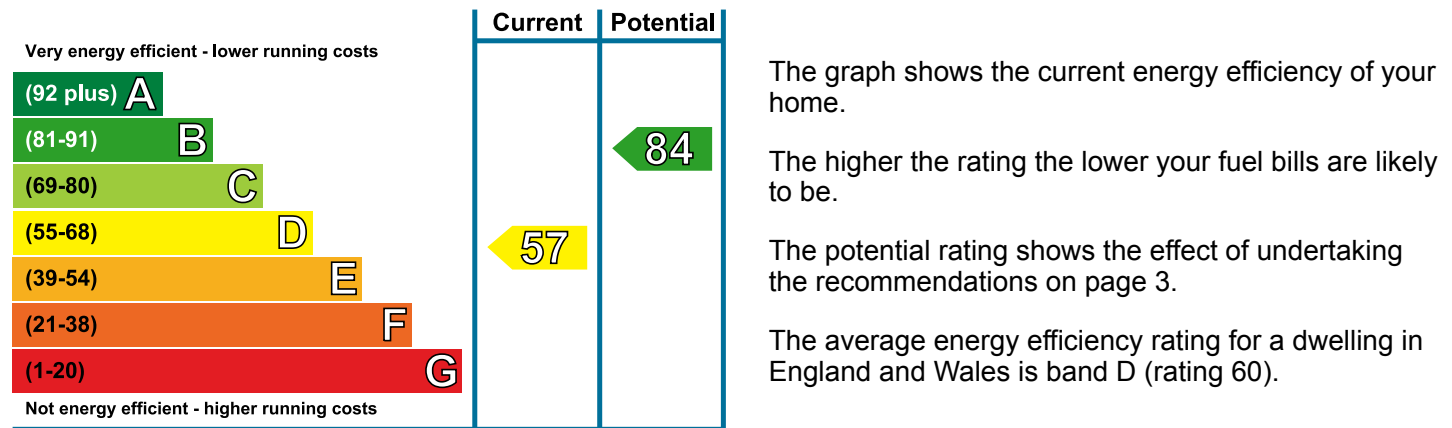 Current Potential
Very energy efficient - lower running costs
(92 plus) A
(81-91) B
84
(69-80) C
(55-68) D
57
(39-54) E
(21-38) F
(1-20) G
Not energy efficient - higher running costs
The graph shows the current energy efficiency of your
home.
The higher the rating the lower your fuel bills are likely
to be.
The potential rating shows the effect of undertaking
the recommendations on page 3.
The average energy efficiency rating for a dwelling in
England and Wales is band D (rating 60).